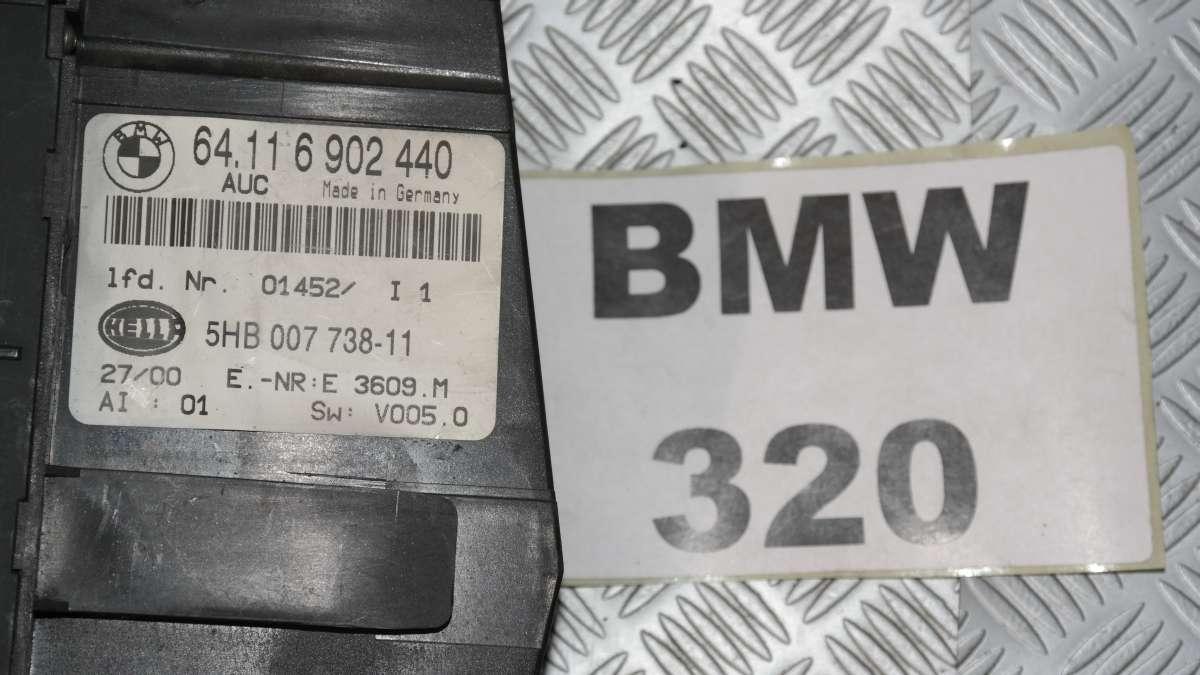 BMW
64.11 6 902 440
AUC Made in Germany
lfd. Nr. 01452/ I 1
HELLA 5HB 007 738-11
27/00 E.-NR:E 3609.M
AI : 01 Sw: V005.0
BMW
320